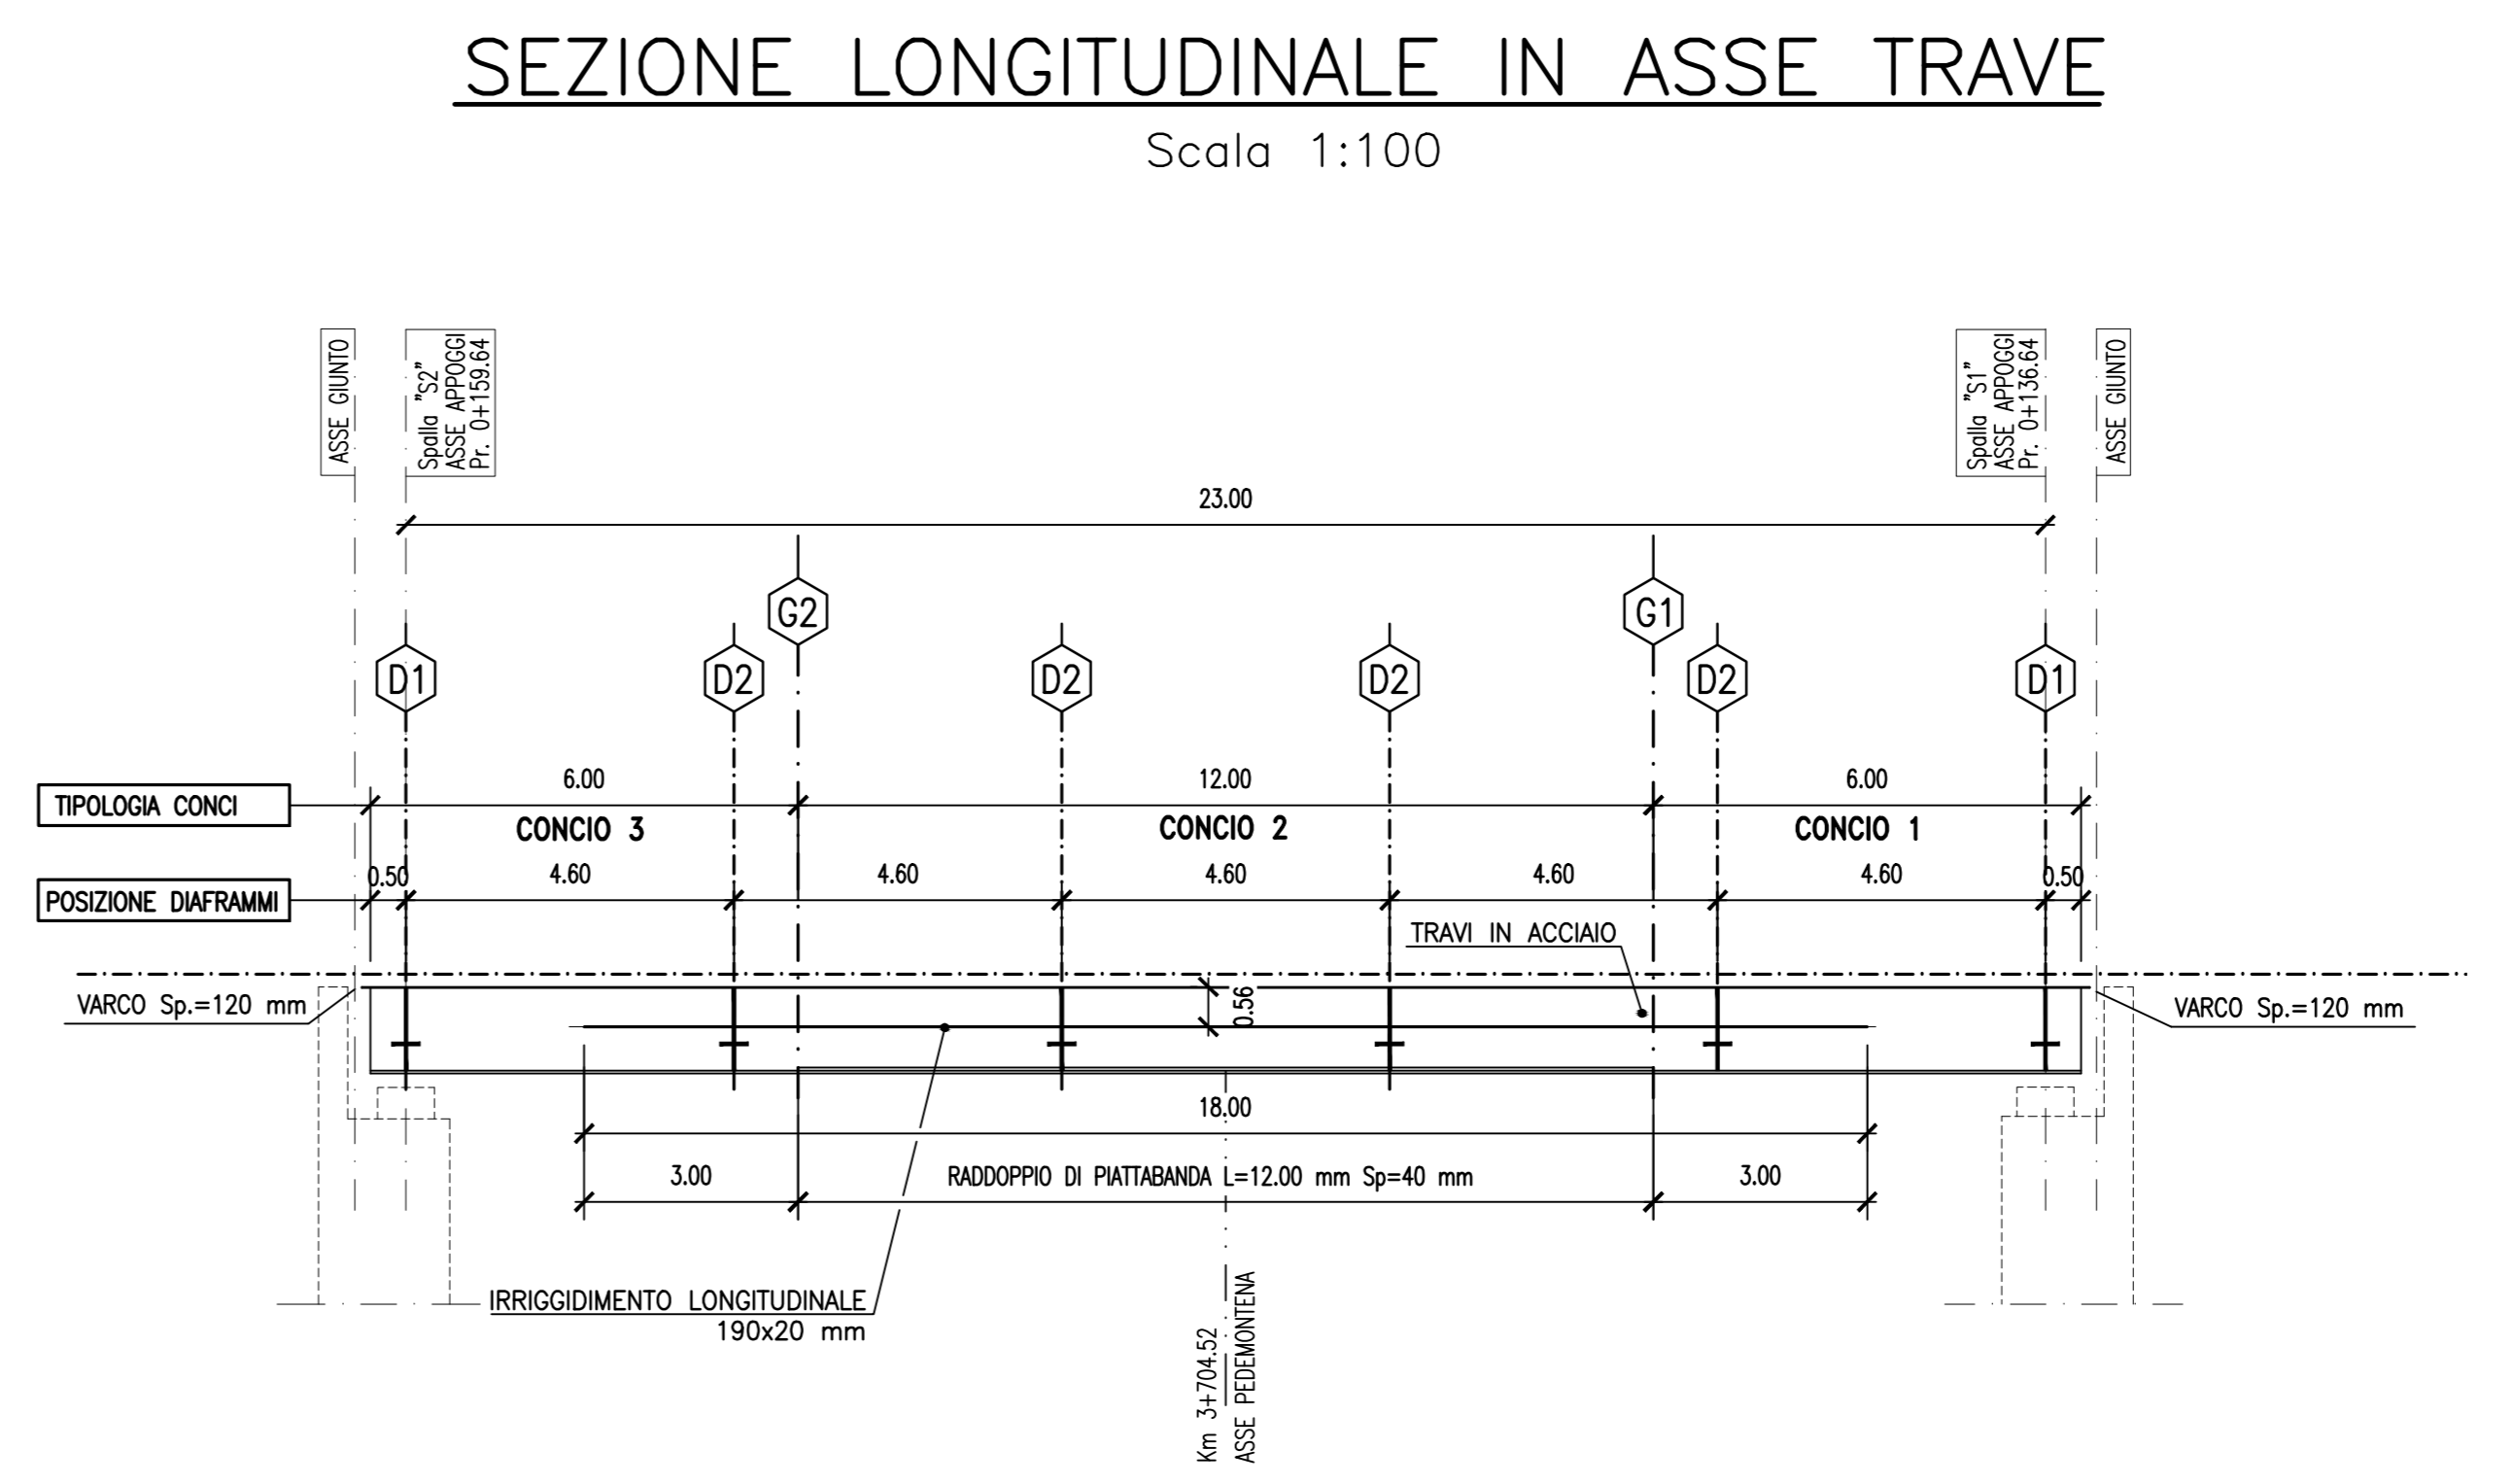 SEZIONE LONGITUDINALE IN ASSE TRAVE
Scala 1:100
ASSE GIUNTO
Spalla "S2"
ASSE APPOGGI
Pr. 0+159.64
Spalla "S1"
ASSE APPOGGI
Pr. 0+136.64
ASSE GIUNTO
23.00
G2
G1
D1
D2
D2
D2
D2
D1
TIPOLOGIA CONCI
6.00
12.00
6.00
CONCIO 3
CONCIO 2
CONCIO 1
POSIZIONE DIAFRAMMI
0.50
4.60
4.60
4.60
4.60
4.60
0.50
TRAVI IN ACCIAIO
VARCO Sp.=120 mm
0.56
VARCO Sp.=120 mm
18.00
3.00
RADDOPPIO DI PIATTABANDA L=12.00 mm Sp=40 mm
3.00
IRRIGGIDIMENTO LONGITUDINALE
190x20 mm
Km 3+704.52
ASSE PEDEMONTENA